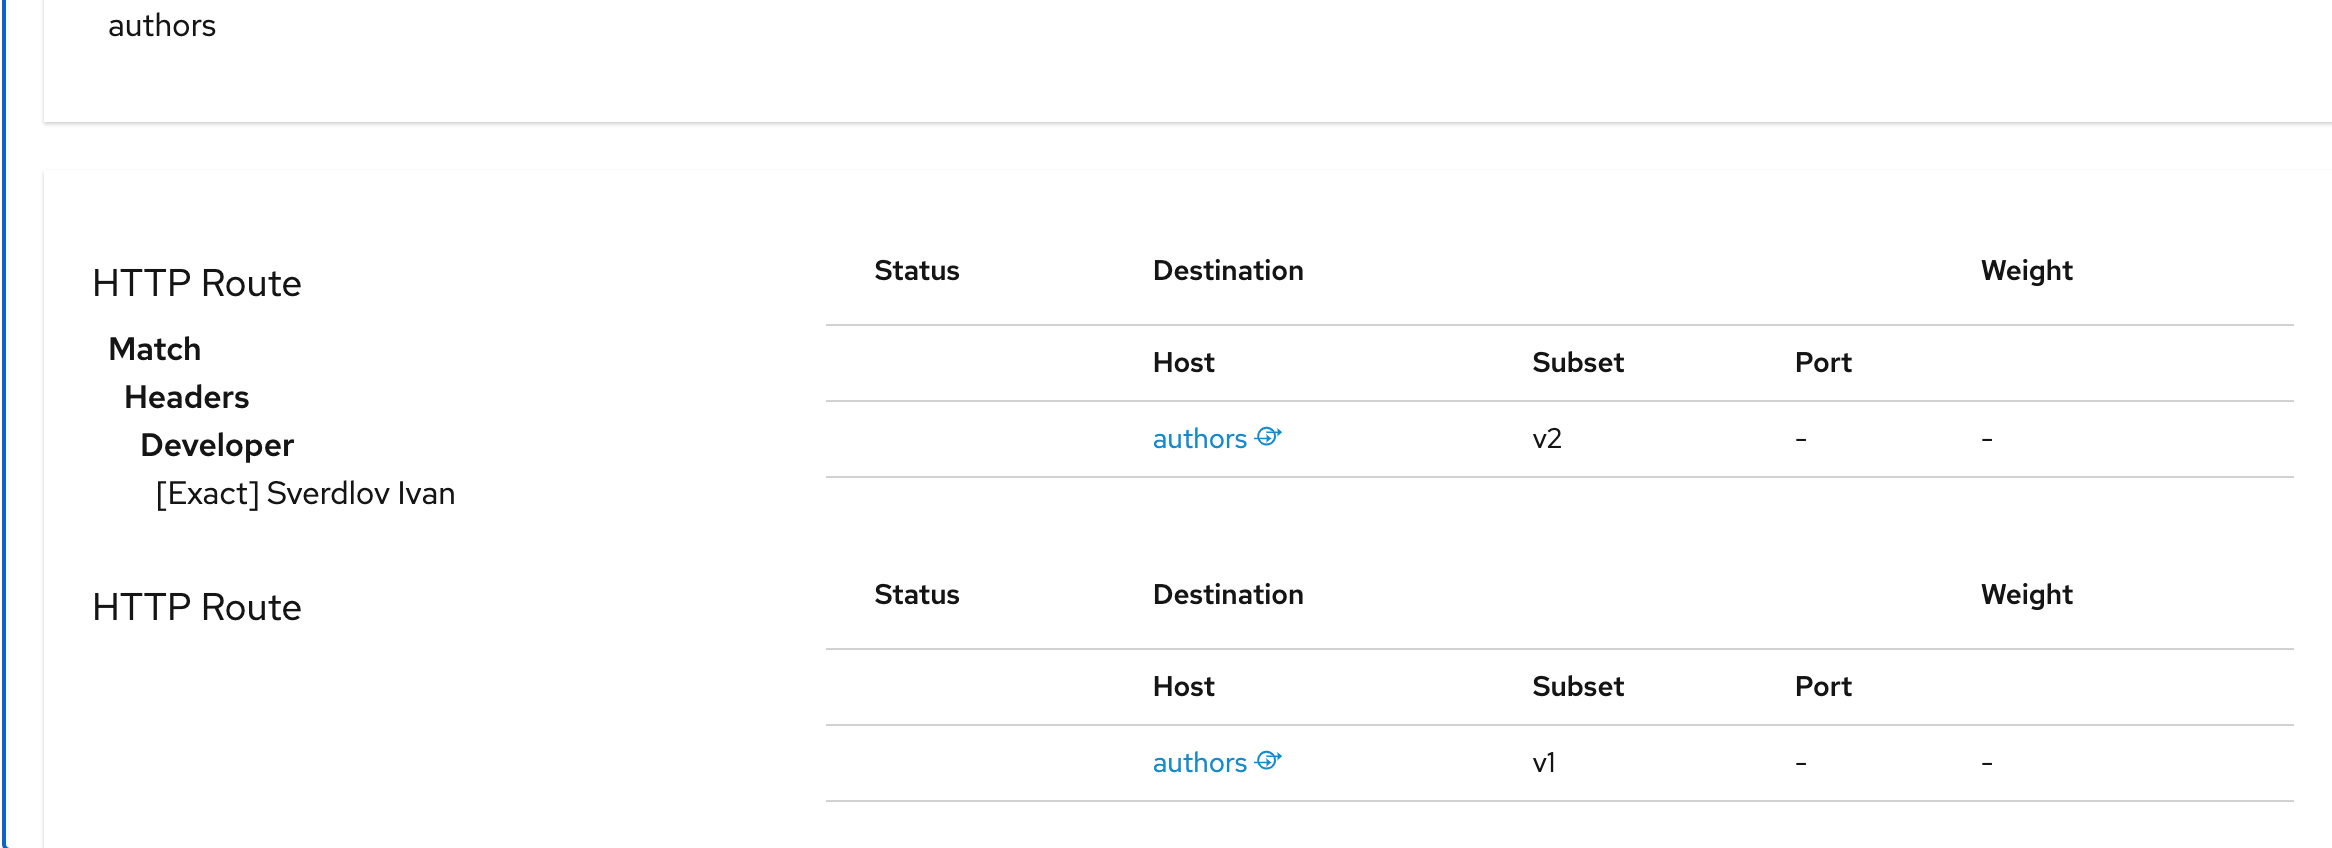 authors
HTTP Route
Match
Headers
Developer
[Exact] Sverdlov Ivan
Status Destination Weight
Host Subset Port
authors v2 - -
HTTP Route
Status Destination Weight
Host Subset Port
authors v1 - -